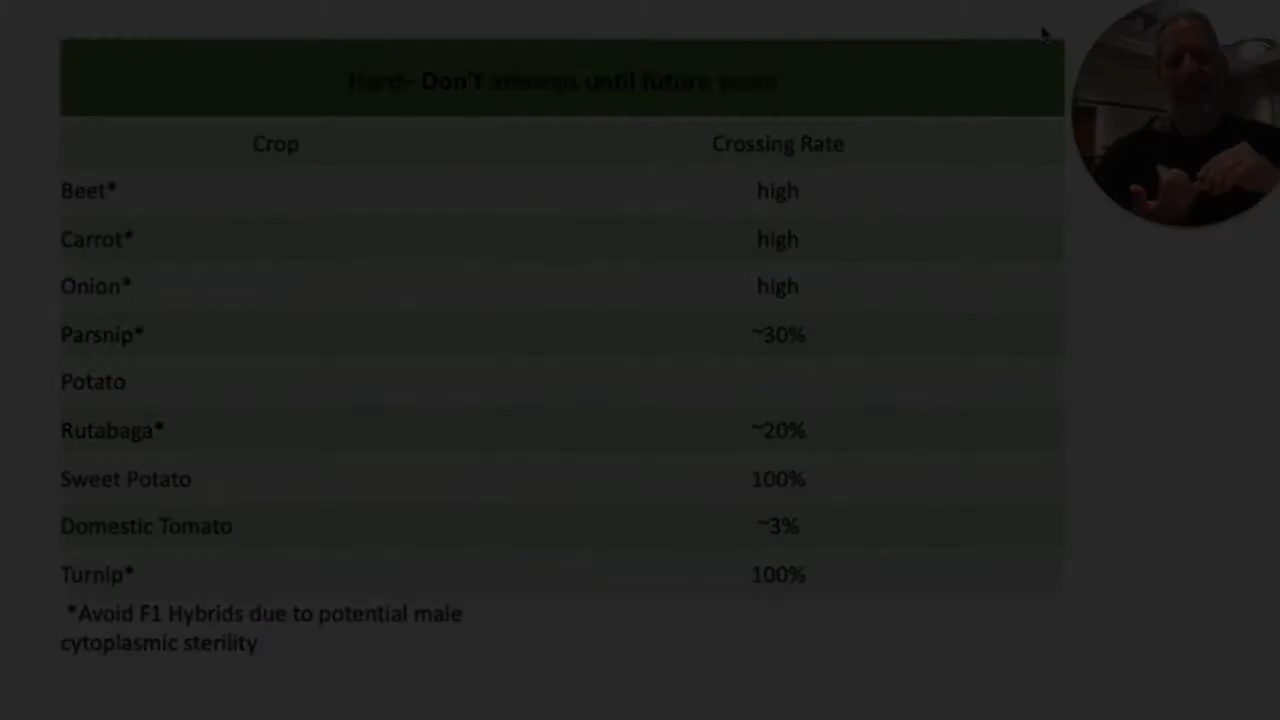 Hard– Don't attempt until future years
Crop Crossing Rate
Beet* high
Carrot* high
Onion* high
Parsnip* ~30%
Potato
Rutabaga* ~20%
Sweet Potato 100%
Domestic Tomato ~3%
Turnip* 100%
*Avoid F1 Hybrids due to potential male
cytoplasmic sterility